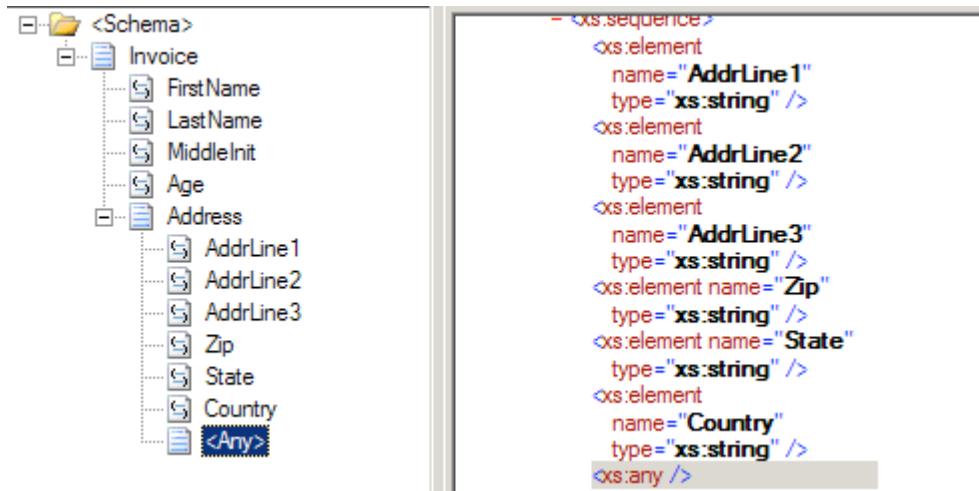 <Schema>
Invoice
FirstName
LastName
MiddleInit
Age
Address
AddrLine1
AddrLine2
AddrLine3
Zip
State
Country
<Any>
- <xs:sequence>
<xs:element
name="AddrLine1"
type="xs:string" />
<xs:element
name="AddrLine2"
type="xs:string" />
<xs:element
name="AddrLine3"
type="xs:string" />
<xs:element name="Zip"
type="xs:string" />
<xs:element name="State"
type="xs:string" />
<xs:element
name="Country"
type="xs:string" />
<xs:any />